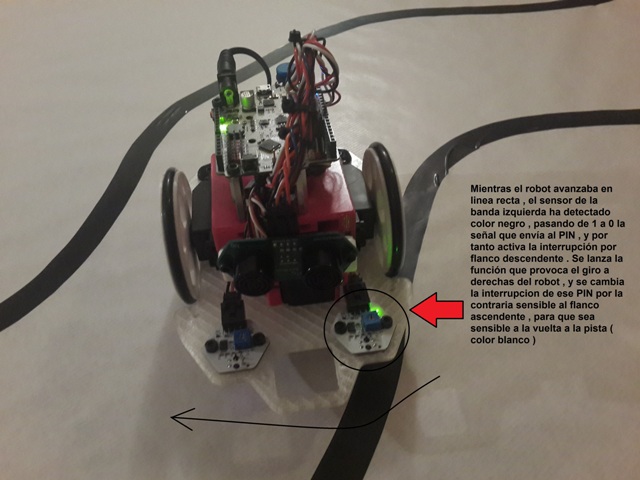 Mientras el robot avanzaba en
linea recta , el sensor de la
banda izquierda ha detectado
color negro , pasando de 1 a 0 la
señal que envía al PIN , y por
tanto activa la interrupción por
flanco descendente . Se lanza la
función que provoca el giro a
derechas del robot , y se cambia
la interrupcion de ese PIN por la
contraria sensible al flanco
ascendente , para que sea
sensible a la vuelta a la pista (
color blanco )